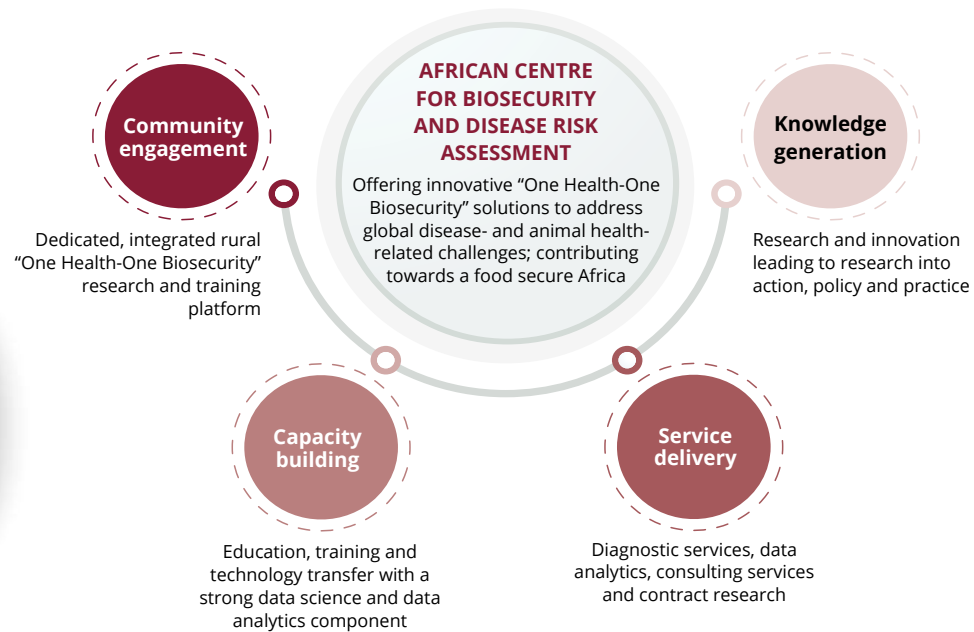 AFRICAN CENTRE
FOR BIOSECURITY
AND DISEASE RISK
ASSESSMENT
Offering innovative “One Health-One
Biosecurity” solutions to address
global disease- and animal health-
related challenges; contributing
towards a food secure Africa
Community
engagement
Dedicated, integrated rural
“One Health-One Biosecurity”
research and training
platform
Capacity
building
Education, training and
technology transfer with a
strong data science and data
analytics component
Service
delivery
Diagnostic services, data
analytics, consulting services
and contract research
Knowledge
generation
Research and innovation
leading to research into
action, policy and practice